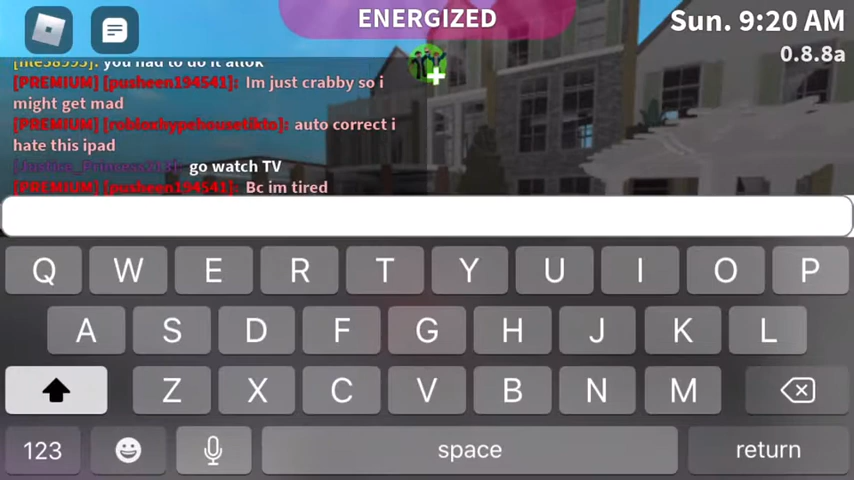 ENERGIZED
Sun. 9:20 AM
0.8.8a
you had to do it allok
[PREMIUM] [pusheen194541]: Im just crabby so i
might get mad
[PREMIUM] [robloxhypehousetikto]: auto correct i
hate this ipad
go watch TV
[PREMIUM] [pusheen194541]: Bc im tired
Q W E R T Y U I O P
A S D F G H J K L
Z X C V B N M
123 space return